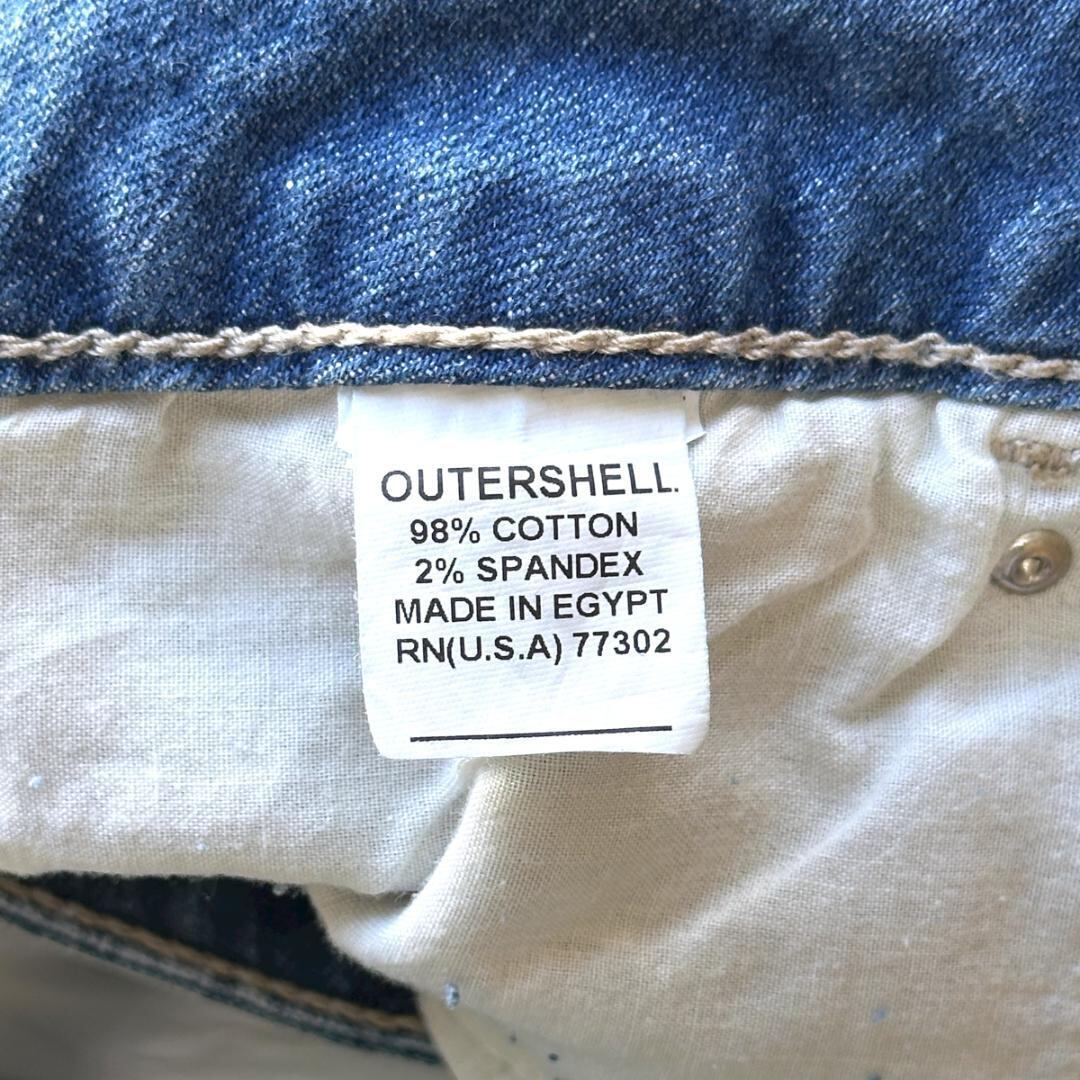 OUTERSHELL.
98% COTTON
2% SPANDEX
MADE IN EGYPT
RN(U.S.A) 77302